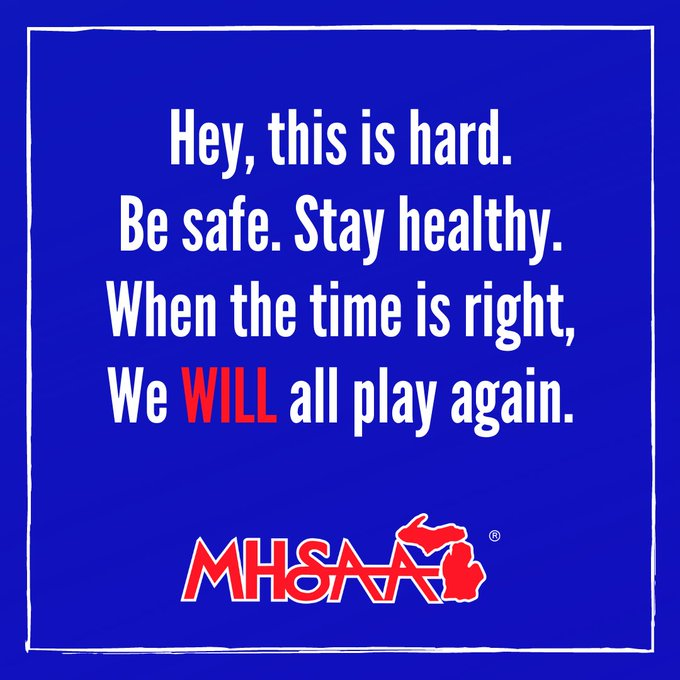 Hey, this is hard.
Be safe. Stay healthy.
When the time is right,
We WILL all play again.
MHSAA®